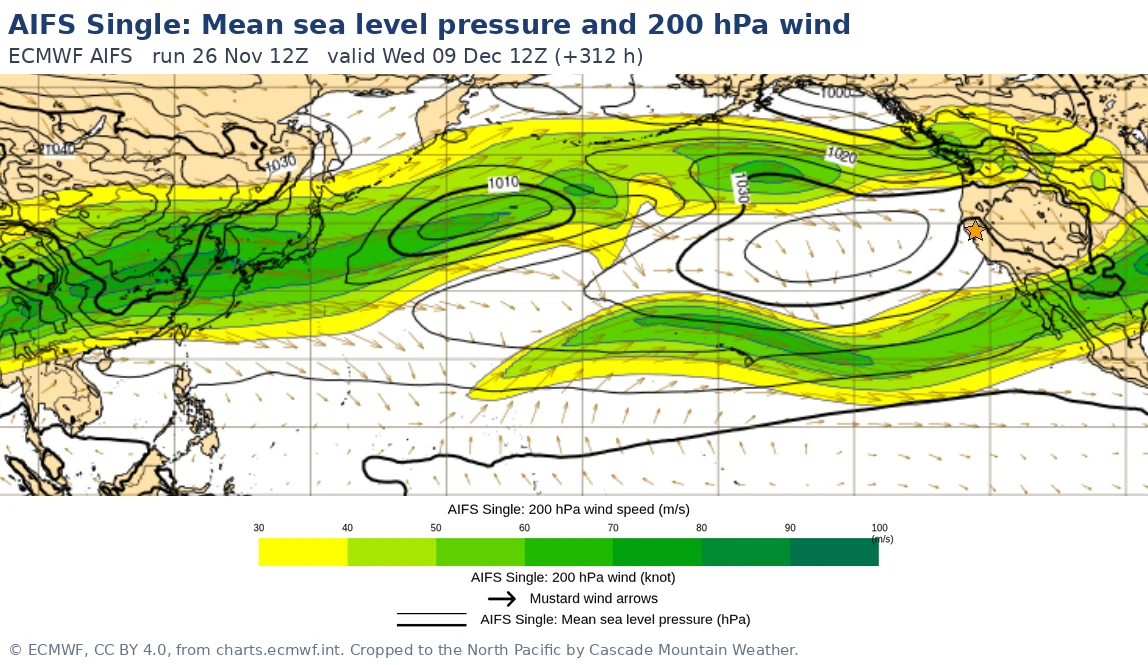 AIFS Single: Mean sea level pressure and 200 hPa wind
ECMWF AIFS run 26 Nov 12Z valid Wed 09 Dec 12Z (+312 h)
1000
1040
1030
1020
1010
1030
AIFS Single: 200 hPa wind speed (m/s)
30 40 50 60 70 80 90 100
(m/s)
AIFS Single: 200 hPa wind (knot)
Mustard wind arrows
AIFS Single: Mean sea level pressure (hPa)
© ECMWF, CC BY 4.0, from charts.ecmwf.int. Cropped to the North Pacific by Cascade Mountain Weather.